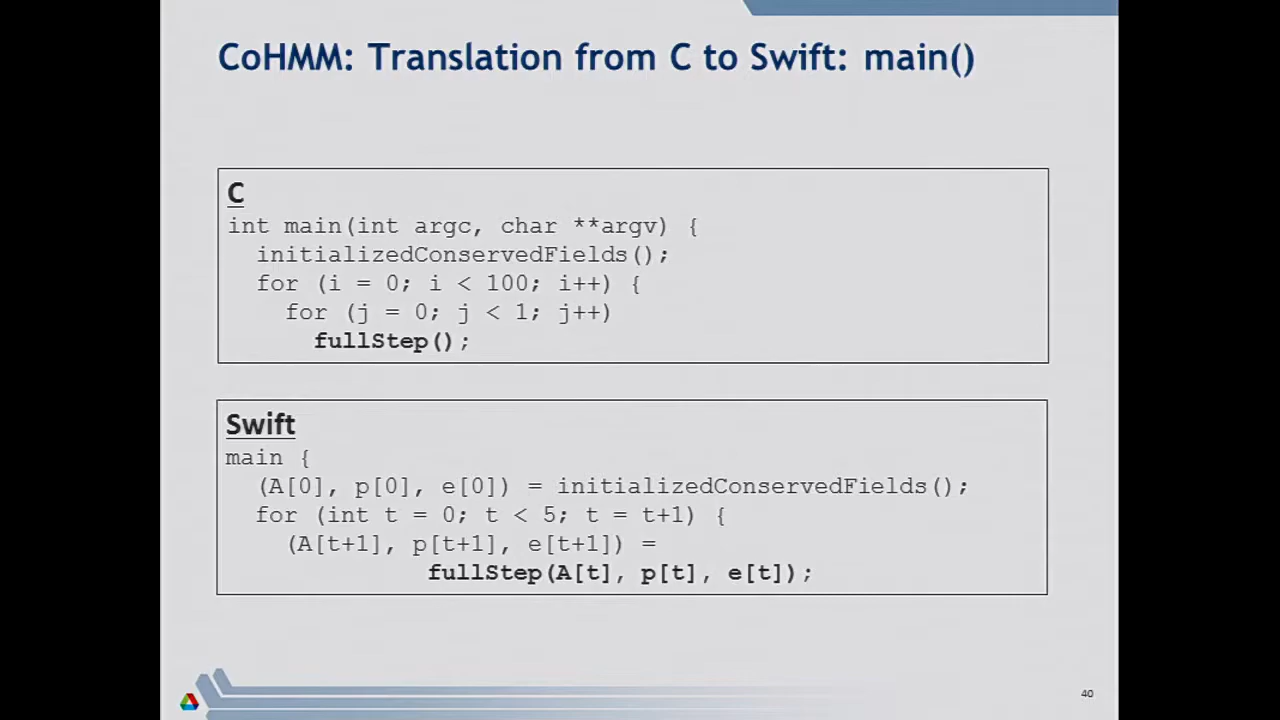 CoHMM: Translation from C to Swift: main()
C
int main(int argc, char **argv) {
initializedConservedFields();
for (i = 0; i < 100; i++) {
for (j = 0; j < 1; j++)
fullStep();
Swift
main {
(A[0], p[0], e[0]) = initializedConservedFields();
for (int t = 0; t < 5; t = t+1) {
(A[t+1], p[t+1], e[t+1]) =
fullStep(A[t], p[t], e[t]);
40